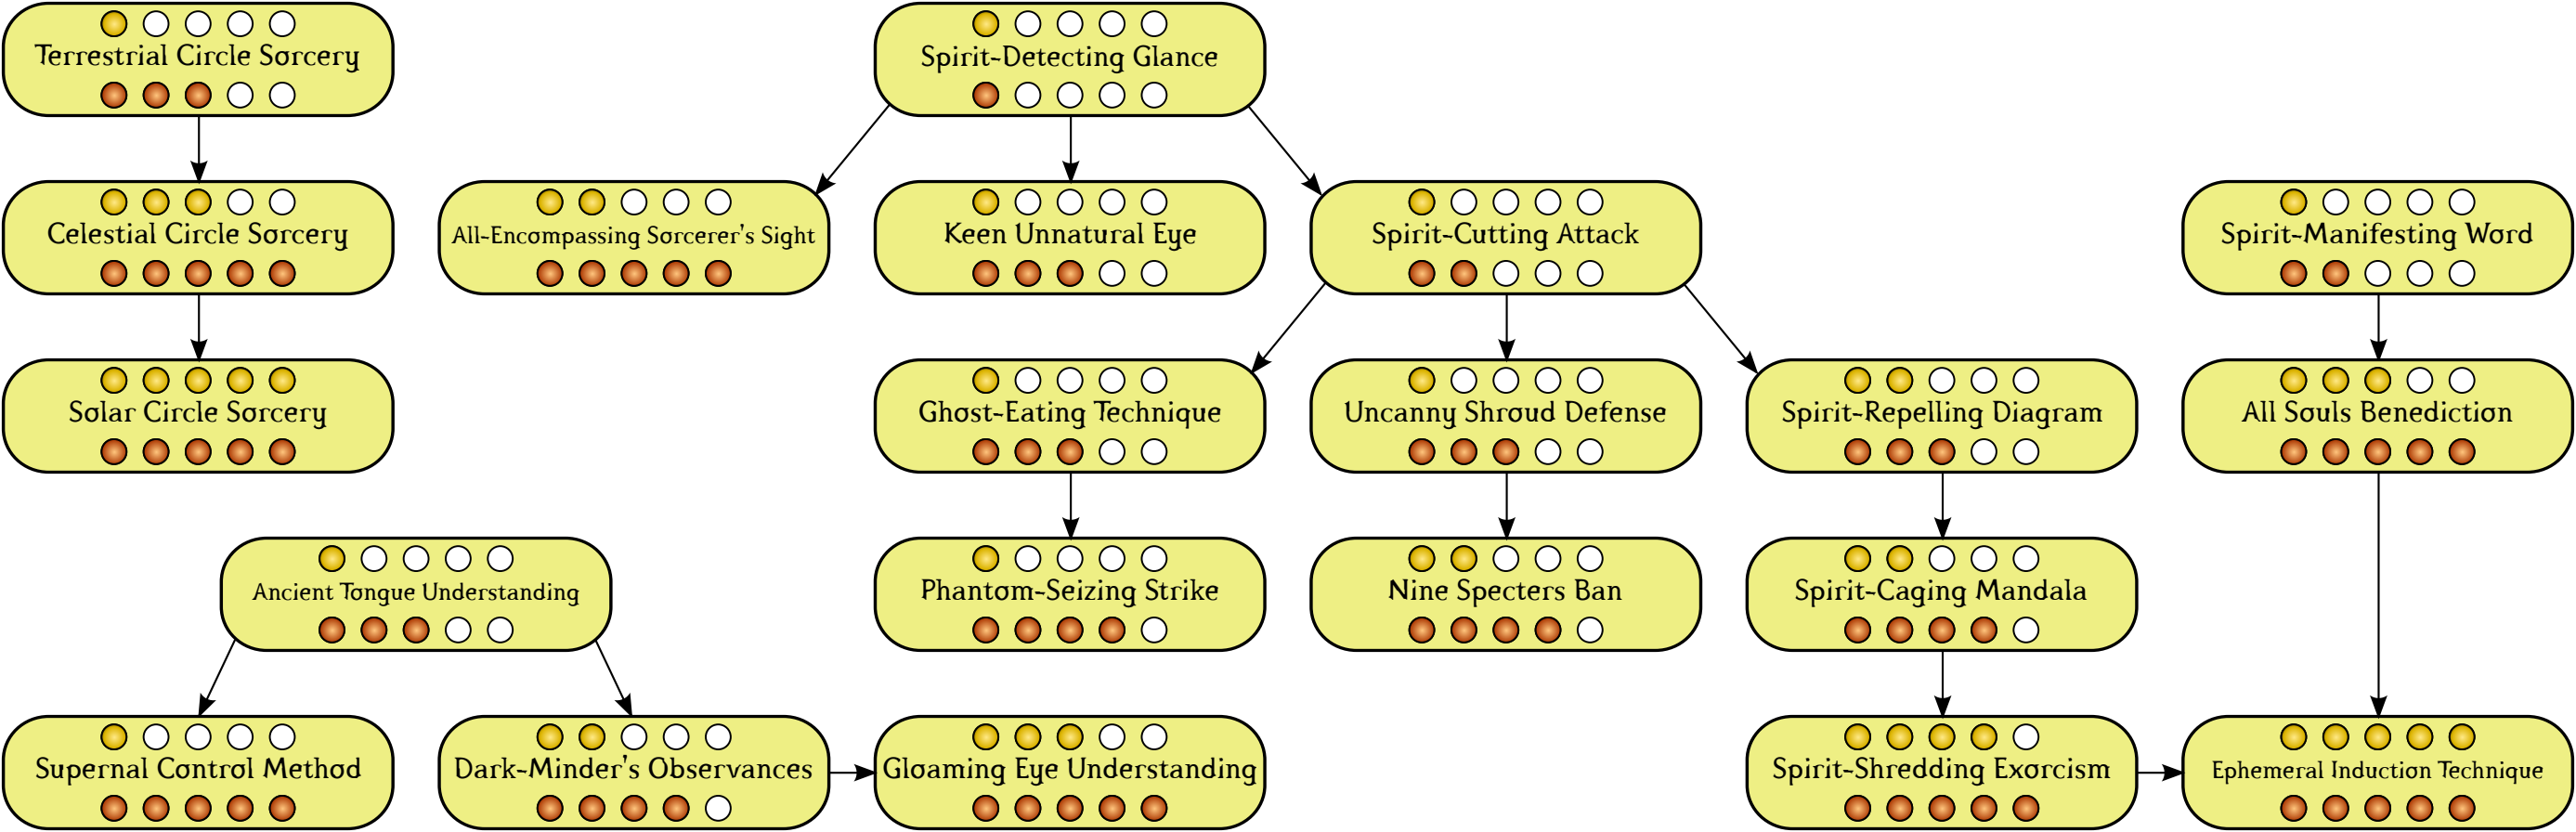 Terrestrial Circle Sorcery
Spirit-Detecting Glance
Celestial Circle Sorcery
All-Encompassing Sorcerer's Sight
Keen Unnatural Eye
Spirit-Cutting Attack
Spirit-Manifesting Word
Solar Circle Sorcery
Ghost-Eating Technique
Uncanny Shroud Defense
Spirit-Repelling Diagram
All Souls Benediction
Ancient Tongue Understanding
Phantom-Seizing Strike
Nine Specters Ban
Spirit-Caging Mandala
Supernal Control Method
Dark-Minder's Observances
Gloaming Eye Understanding
Spirit-Shredding Exorcism
Ephemeral Induction Technique